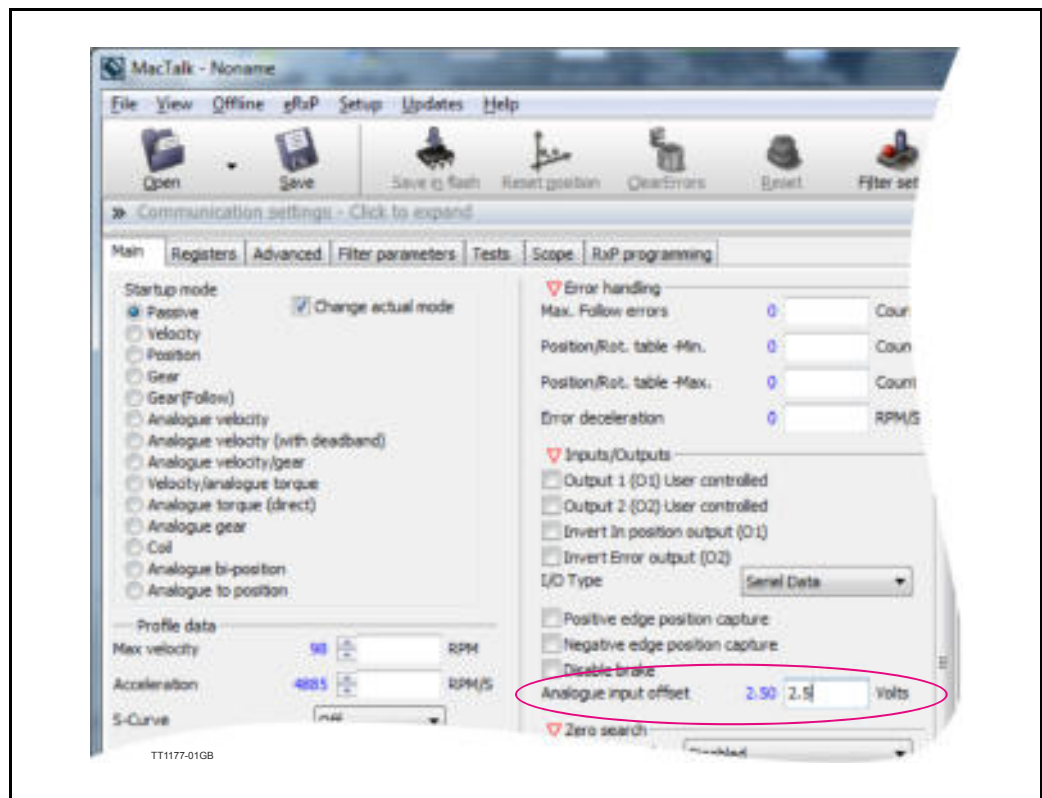 MacTalk - Noname
File View Offline eRxP Setup Updates Help
Open Save Save in flash Reset position ClearErrors Reset Filter set
» Communication settings - Click to expand
Main Registers Advanced Filter parameters Tests Scope RxP programming
Startup mode
Change actual mode
Passive
Velocity
Position
Gear
Gear(Follow)
Analogue velocity
Analogue velocity (with deadband)
Analogue velocity/gear
Velocity/analogue torque
Analogue torque (direct)
Analogue gear
Coil
Analogue bi-position
Analogue to position
Profile data
Max velocity 98 RPM
Acceleration 4885 RPM/S
S-Curve Off
Error handling
Max. Follow errors 0 Cour
Position/Rot. table -Min. 0 Coun
Position/Rot. table -Max. 0 Count
Error deceleration 0 RPM/S
Inputs/Outputs
Output 1 (O1) User controlled
Output 2 (O2) User controlled
Invert In position output (O1)
Invert Error output (O2)
I/O Type Serial Data
Positive edge position capture
Negative edge position capture
Disable brake
Analogue input offset 2.50 2.5 Volts
Zero search
TT1177-01GB